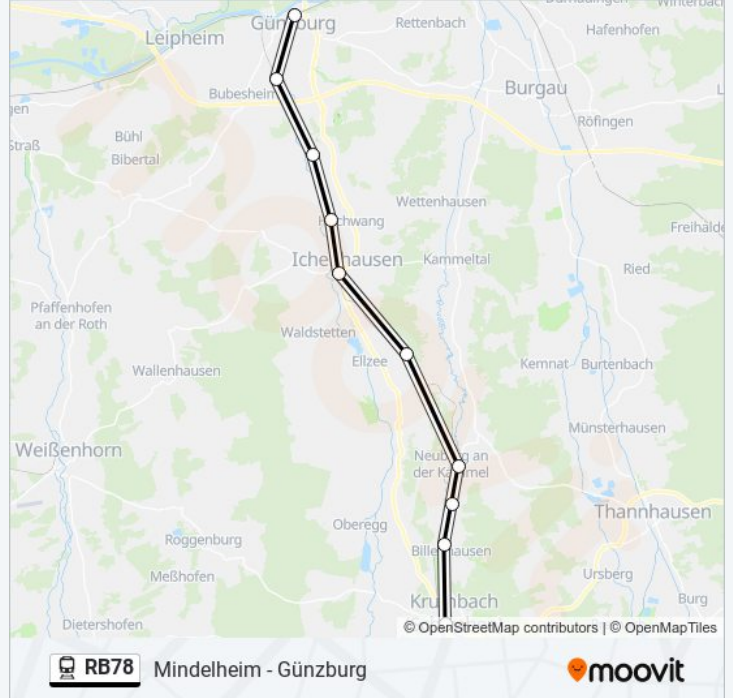 Günzburg
Rettenbach
Hafenhofen
Leipheim
Burgau
Bubesheim
Röfingen
Bühl
Bibertal
Wettenhausen
Ichenhausen
Kammeltal
Ried
Pfaffenhofen
an der Roth
Waldstetten
Ellzee
Kemnat
Burtenbach
Wallenhausen
Münsterhausen
Weißenhorn
Neuburg an
der Kammel
Thannhausen
Oberegg
Roggenburg
Billenhausen
Meßhofen
Ursberg
Krumbach
Burg
Dietershofen
© OpenStreetMap contributors | © OpenMapTiles
RB78 Mindelheim - Günzburg
moovit